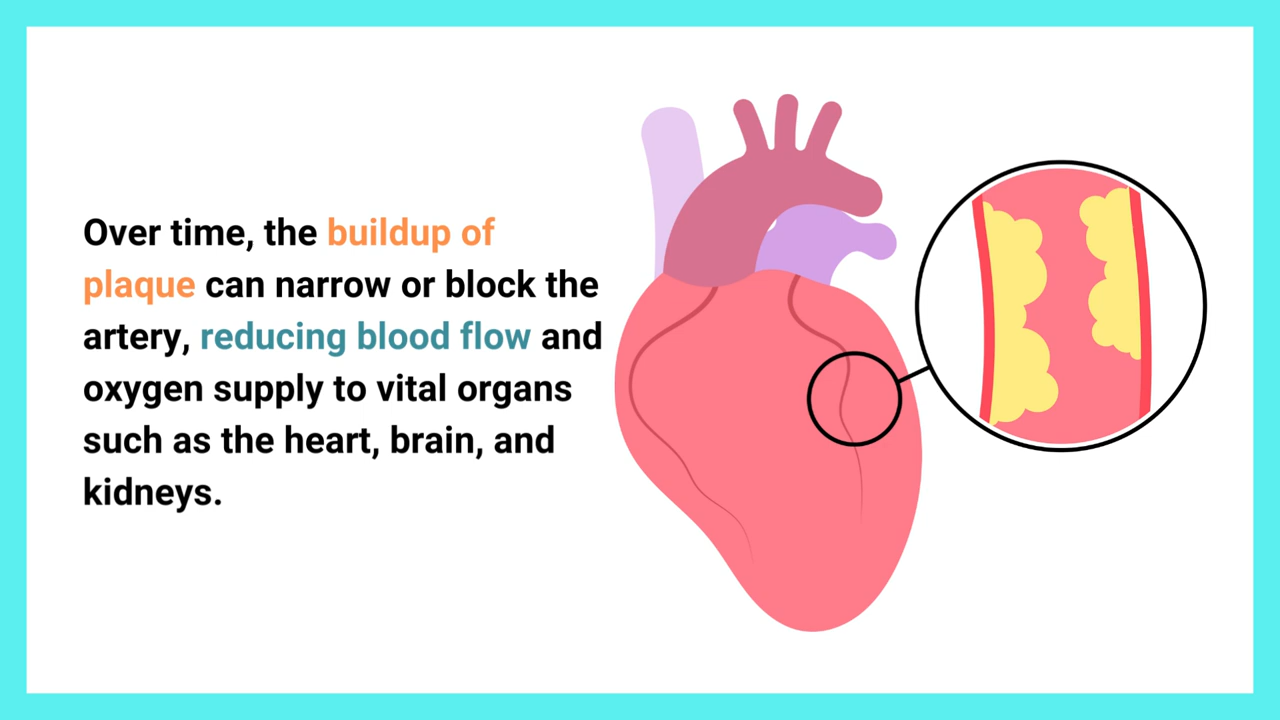 Over time, the buildup of
plaque can narrow or block the
artery, reducing blood flow and
oxygen supply to vital organs
such as the heart, brain, and
kidneys.